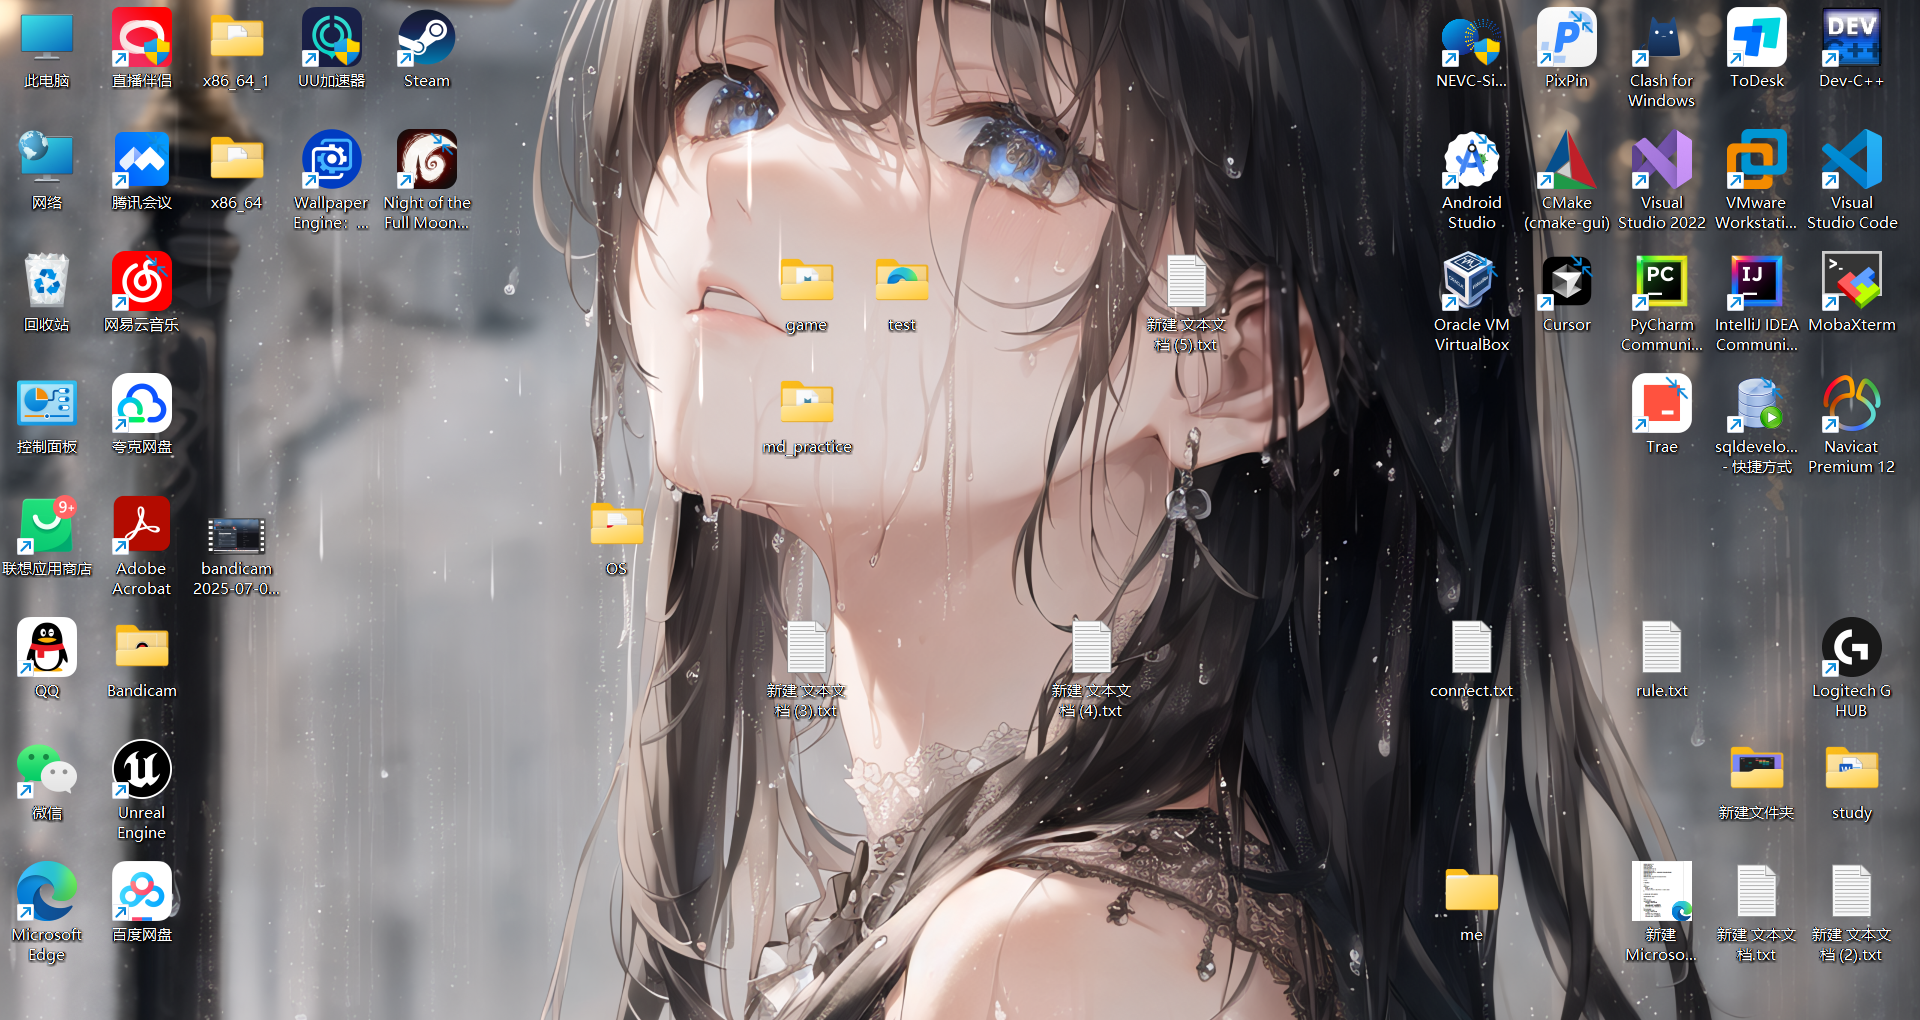 此电脑
直播伴侣
x86_64_1
UU加速器
Steam
NEVC-Si...
PixPin
Clash for
Windows
ToDesk
DEV
C++
Dev-C++
网络
腾讯会议
x86_64
Wallpaper
Engine：...
Night of the
Full Moon...
Android
Studio
CMake
(cmake-gui)
Visual
Studio 2022
VMware
Workstati...
Visual
Studio Code
回收站
网易云音乐
game
test
新建 文本文
档 (5).txt
Oracle VM
VirtualBox
Cursor
PC
PyCharm
Communi...
IJ
IntelliJ IDEA
Communi...
MobaXterm
控制面板
夸克网盘
md_practice
Trae
sqldevelo...
- 快捷方式
Navicat
Premium 12
9+
联想应用商店
Adobe
Acrobat
bandicam
2025-07-0...
OS
QQ
Bandicam
新建 文本文
档 (3).txt
新建 文本文
档 (4).txt
connect.txt
rule.txt
Logitech G
HUB
微信
Unreal
Engine
新建文件夹
study
Microsoft
Edge
百度网盘
me
新建
Microso...
新建 文本文
档.txt
新建 文本文
档 (2).txt